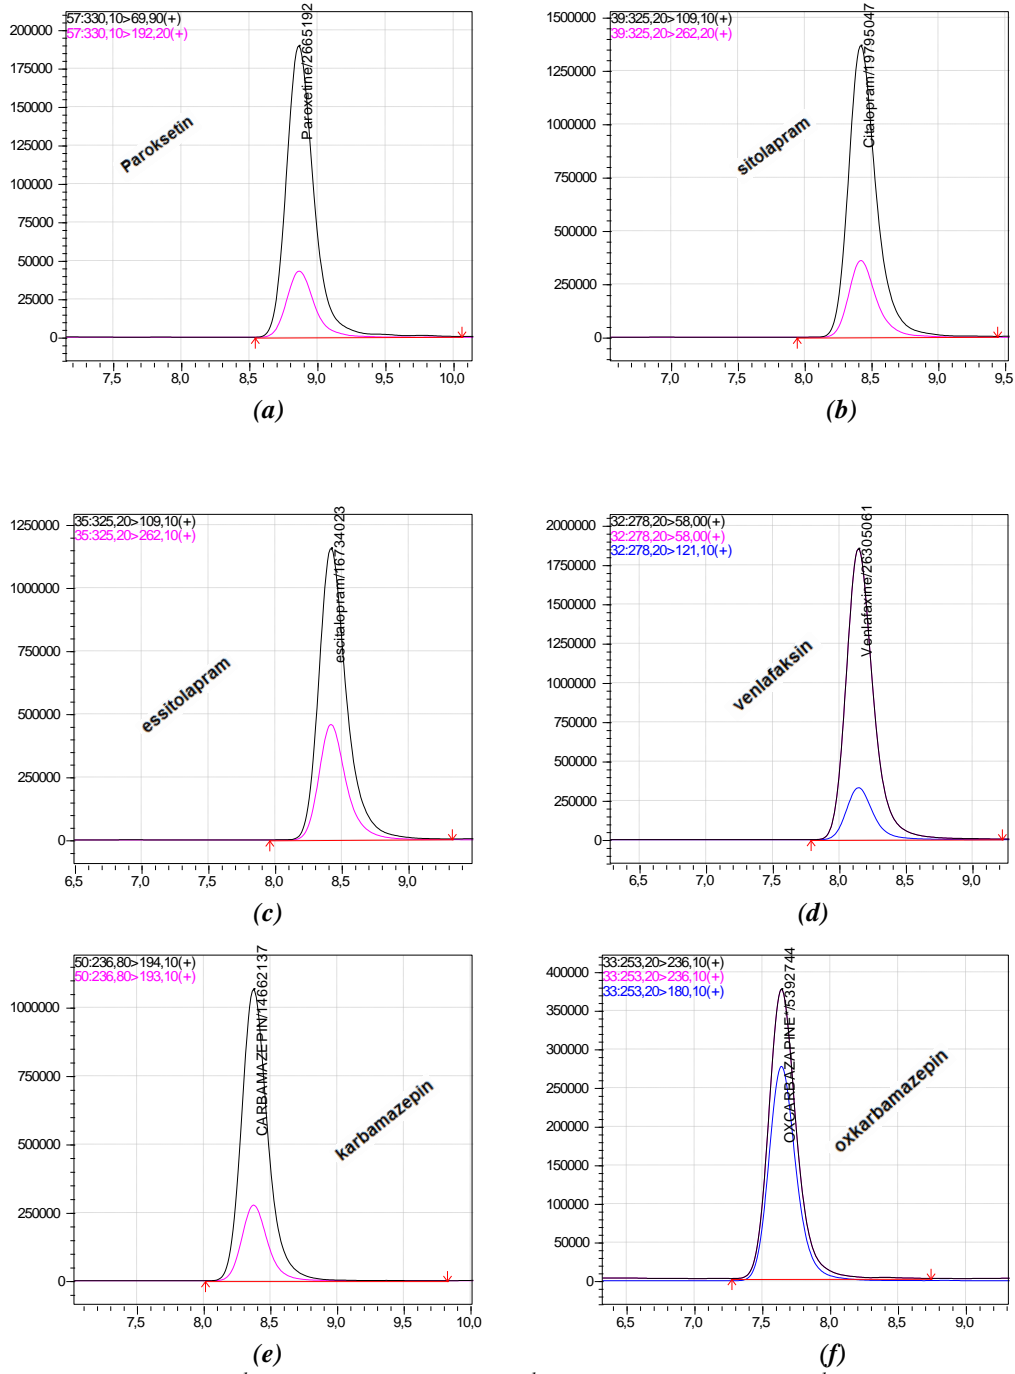 57:330,10>69,90(+)
57:330,10>192,20(+)
Paroxetine/2665192
Paroksetin
200000
175000
150000
125000
100000
75000
50000
25000
0
7,5 8,0 8,5 9,0 9,5 10,0
(a)
39:325,20>109,10(+)
39:325,20>262,20(+)
Citalopram/19795047
sitolapram
1500000
1250000
1000000
750000
500000
250000
0
7,0 7,5 8,0 8,5 9,0 9,5
(b)
35:325,20>109,10(+)
35:325,20>262,10(+)
escitalopram/16734023
essitolapram
1250000
1000000
750000
500000
250000
0
6,5 7,0 7,5 8,0 8,5 9,0
(c)
32:278,20>58,00(+)
32:278,20>58,00(+)
32:278,20>121,10(+)
Venlafaxine/26305061
venlafaksin
2000000
1750000
1500000
1250000
1000000
750000
500000
250000
0
6,5 7,0 7,5 8,0 8,5 9,0
(d)
50:236,80>194,10(+)
50:236,80>193,10(+)
CARBAMAZEPIN/14662137
karbamazepin
1000000
750000
500000
250000
0
7,5 8,0 8,5 9,0 9,5 10,0
(e)
33:253,20>236,10(+)
33:253,20>236,10(+)
33:253,20>180,10(+)
OXCARBAZAPINE*/5392744
oxkarbamazepin
400000
350000
300000
250000
200000
150000
100000
50000
0
6,5 7,0 7,5 8,0 8,5 9,0
(f)